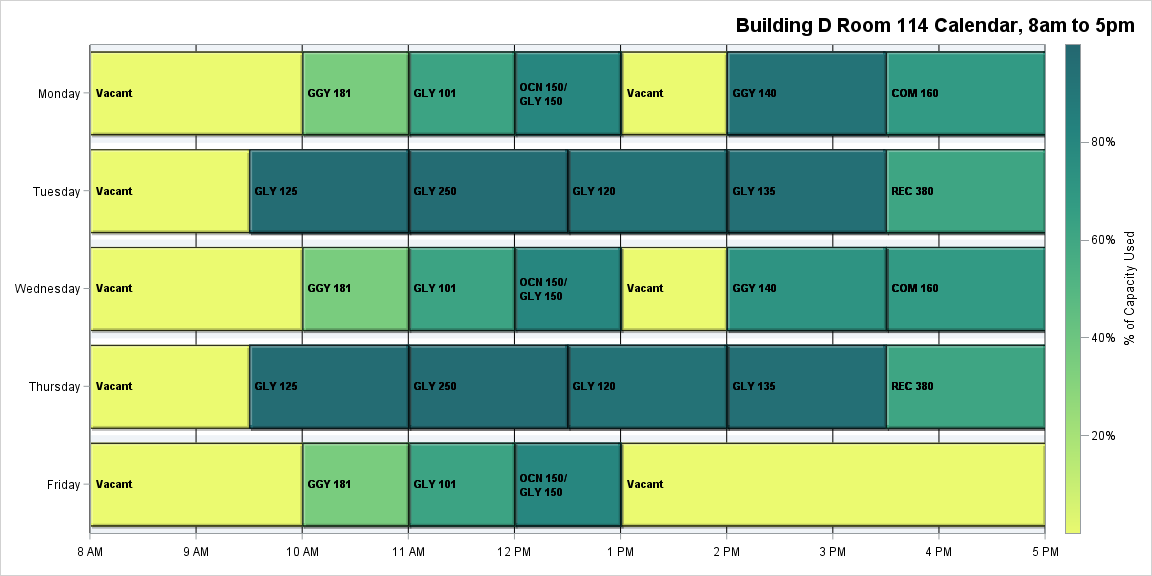 Building D Room 114 Calendar, 8am to 5pm
Monday
Vacant
GGY 181
GLY 101
OCN 150/
GLY 150
Vacant
GGY 140
COM 160
Tuesday
Vacant
GLY 125
GLY 250
GLY 120
GLY 135
REC 380
Wednesday
Vacant
GGY 181
GLY 101
OCN 150/
GLY 150
Vacant
GGY 140
COM 160
Thursday
Vacant
GLY 125
GLY 250
GLY 120
GLY 135
REC 380
Friday
Vacant
GGY 181
GLY 101
OCN 150/
GLY 150
Vacant
8 AM
9 AM
10 AM
11 AM
12 PM
1 PM
2 PM
3 PM
4 PM
5 PM
80%
60%
40%
20%
% of Capacity Used